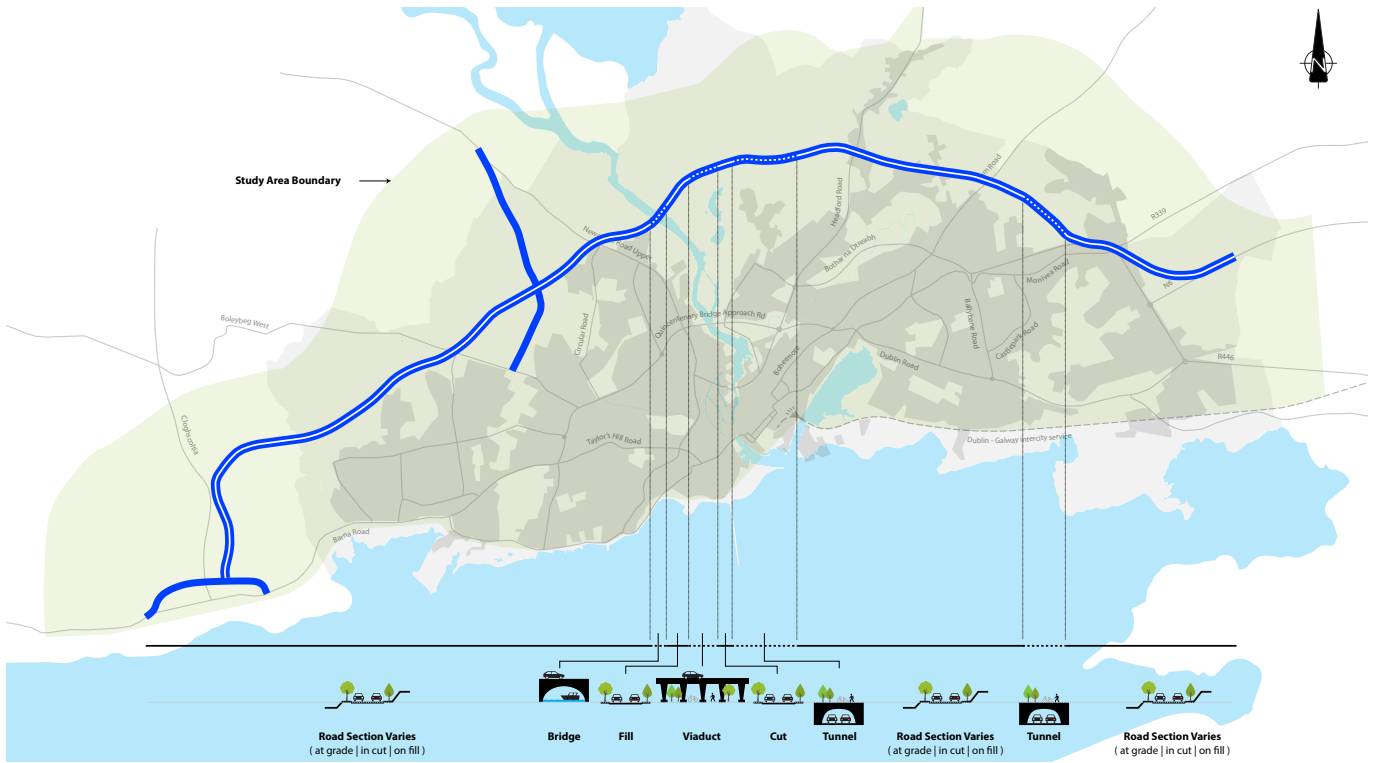 N
Study Area Boundary
Headford Road
R339
Road Upper
Bothar na Dtreabh
Monivea Road
N6
Boleybeg West
Quincentenary Bridge Approach Rd
Circular Road
Ballybane Road
Castlepark Road
Bohermore
Dublin Road
R446
Cloghscoltia
Taylor's Hill Road
Dublin - Galway intercity service
Barna Road
Road Section Varies
( at grade | in cut | on fill )
Bridge
Fill
Viaduct
Cut
Tunnel
Road Section Varies
( at grade | in cut | on fill )
Tunnel
Road Section Varies
( at grade | in cut | on fill )